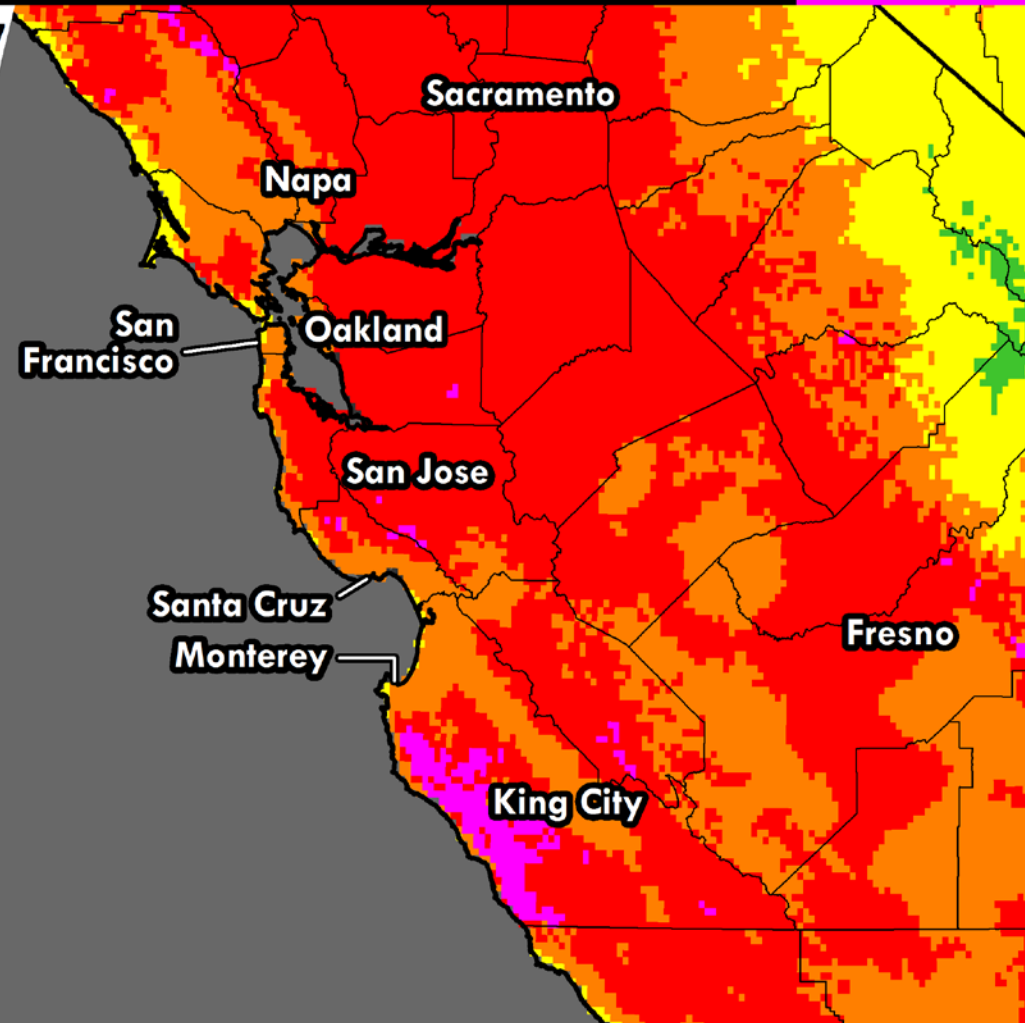 Sacramento
Napa
San
Francisco
Oakland
San Jose
Santa Cruz
Monterey
Fresno
King City